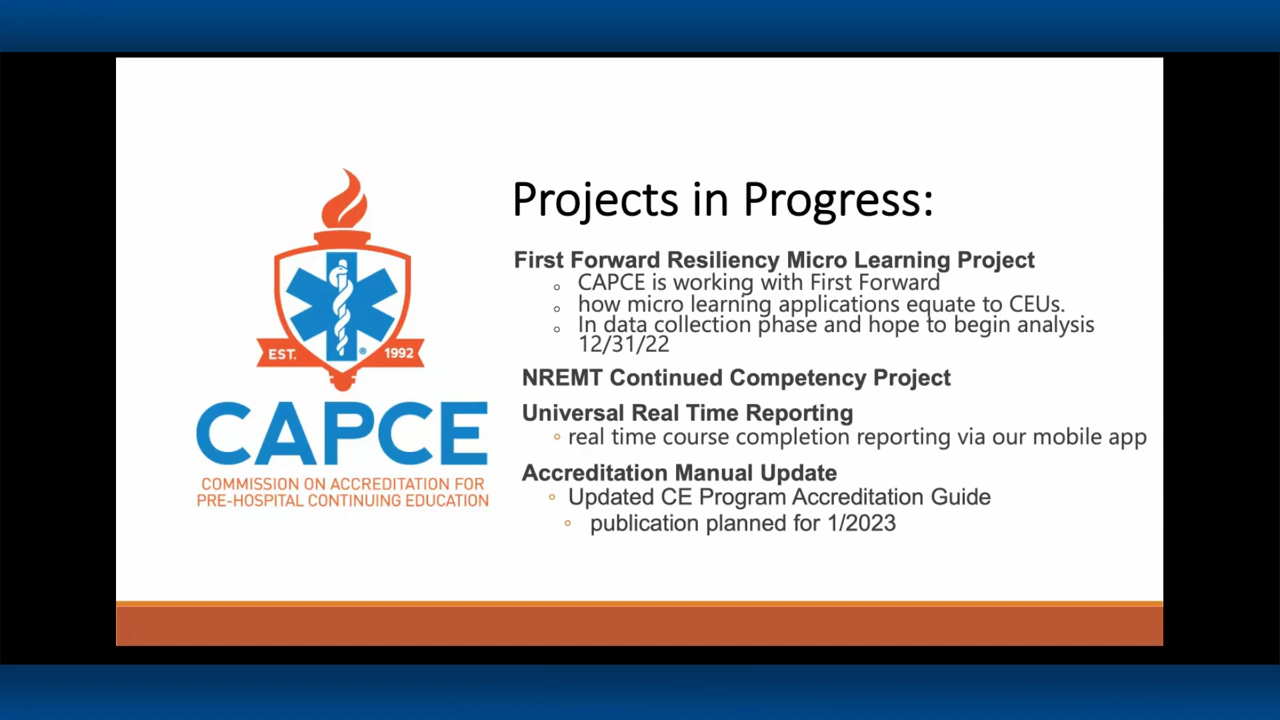 EST. 1992
CAPCE
COMMISSION ON ACCREDITATION FOR
PRE-HOSPITAL CONTINUING EDUCATION
Projects in Progress:
First Forward Resiliency Micro Learning Project
CAPCE is working with First Forward
how micro learning applications equate to CEUs.
In data collection phase and hope to begin analysis
12/31/22
NREMT Continued Competency Project
Universal Real Time Reporting
real time course completion reporting via our mobile app
Accreditation Manual Update
Updated CE Program Accreditation Guide
publication planned for 1/2023